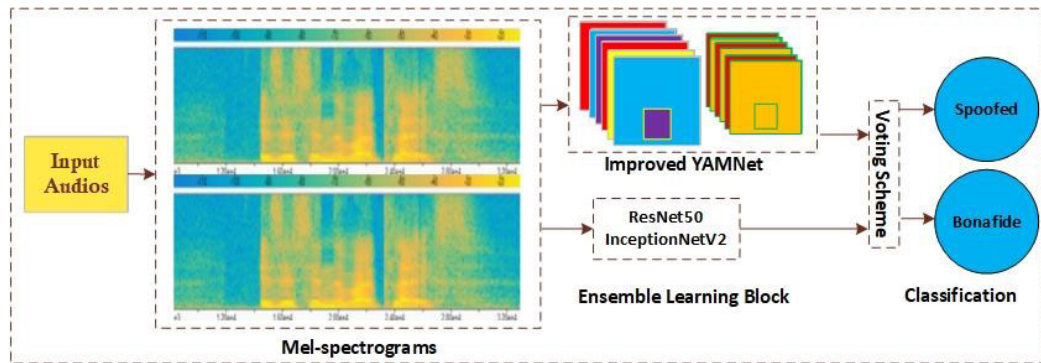 Input
Audios
Mel-spectrograms
Improved YAMNet
ResNet50
InceptionNetV2
Ensemble Learning Block
Voting Scheme
Spoofed
Bonafide
Classification